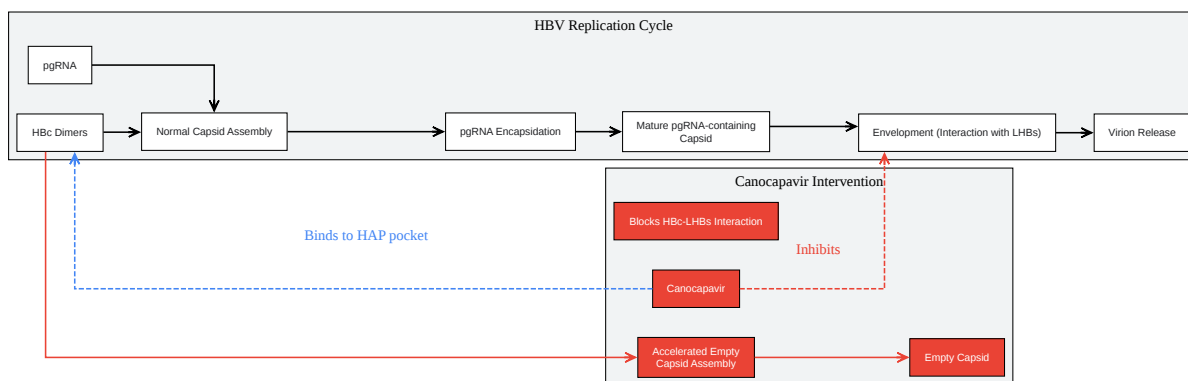 HBV Replication Cycle
pgRNA
HBc Dimers
Normal Capsid Assembly
pgRNA Encapsidation
Mature pgRNA-containing
Capsid
Envelopment (Interaction with LHBs)
Virion Release
Canocapavir Intervention
Blocks HBc-LHBs Interaction
Binds to HAP pocket
Inhibits
Canocapavir
Accelerated Empty
Capsid Assembly
Empty Capsid